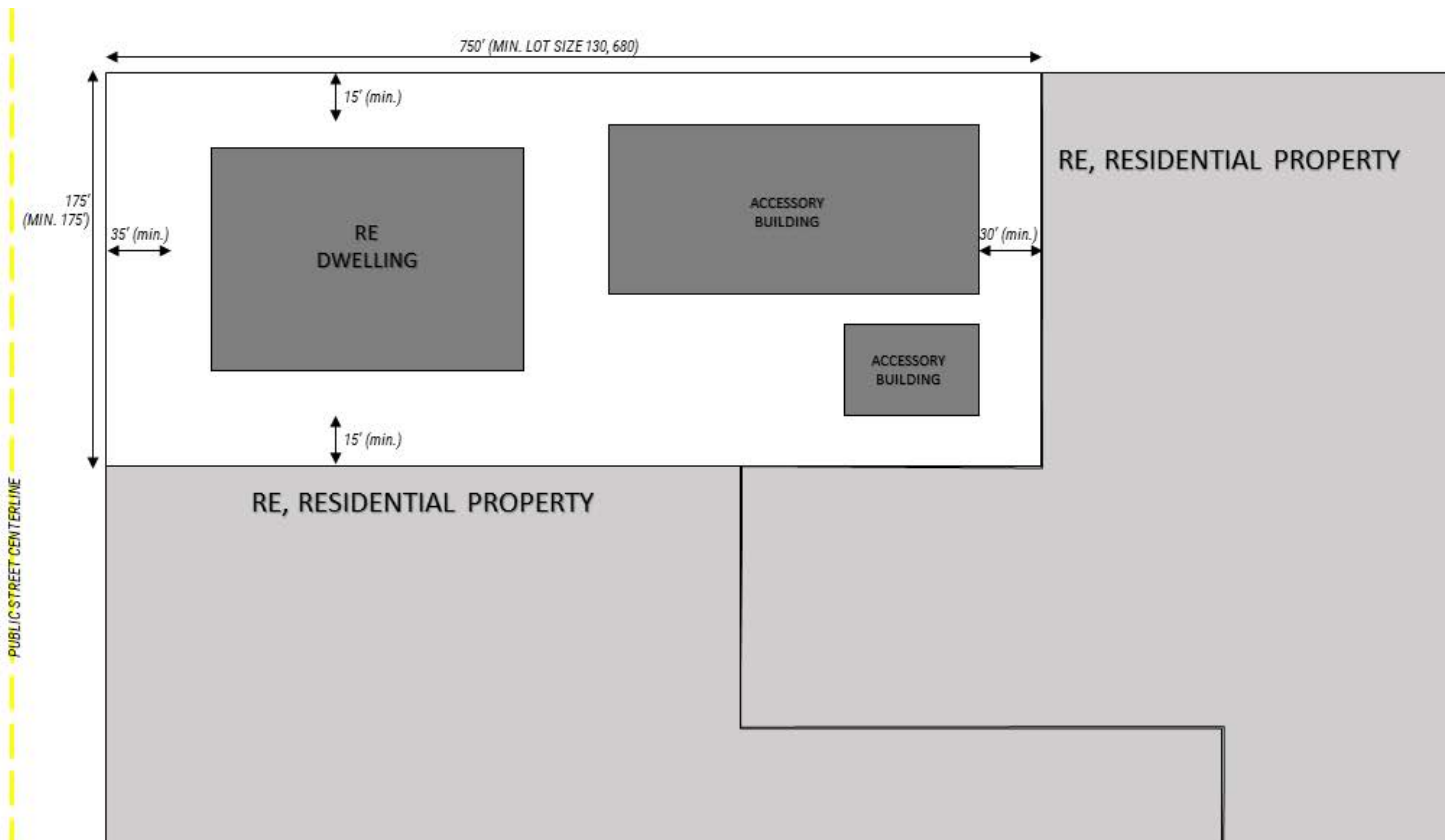 750' (MIN. LOT SIZE 130, 680)
15' (min.)
RE, RESIDENTIAL PROPERTY
175'
(MIN. 175')
35' (min.)
RE
DWELLING
ACCESSORY
BUILDING
30' (min.)
ACCESSORY
BUILDING
15' (min.)
RE, RESIDENTIAL PROPERTY
PUBLIC STREET CENTERLINE